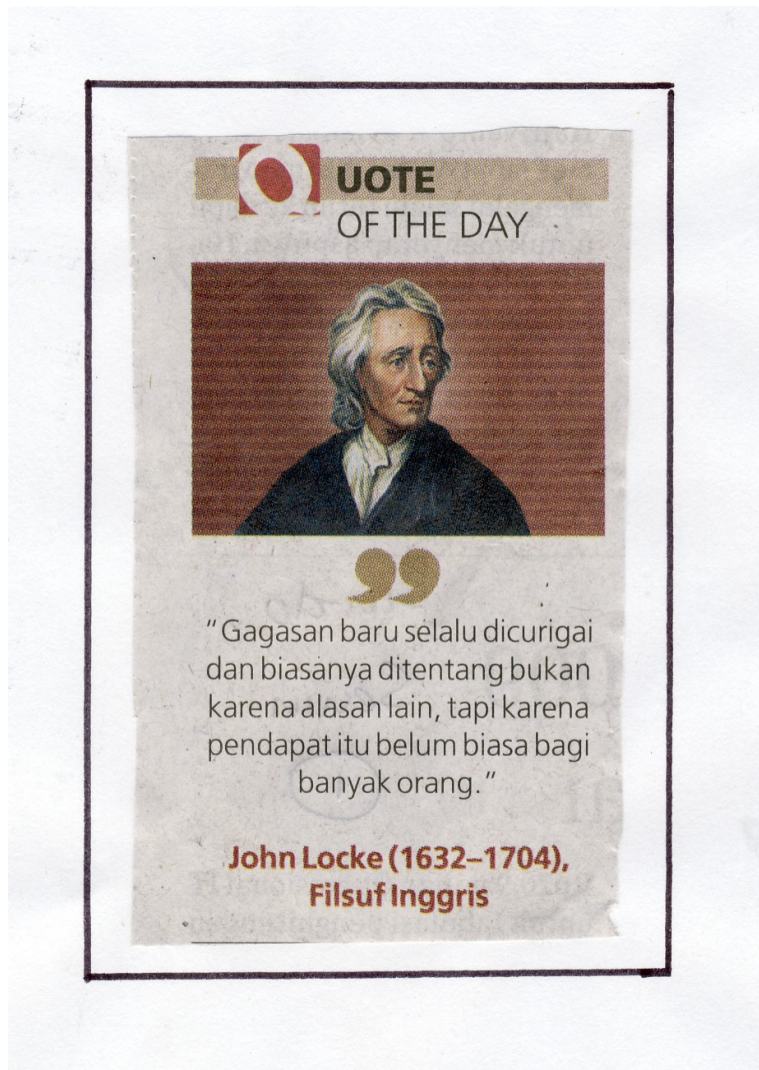 QUOTE
OF THE DAY
”
“Gagasan baru selalu dicurigai
dan biasanya ditentang bukan
karena alasan lain, tapi karena
pendapat itu belum biasa bagi
banyak orang.”
John Locke (1632–1704),
Filsuf Inggris